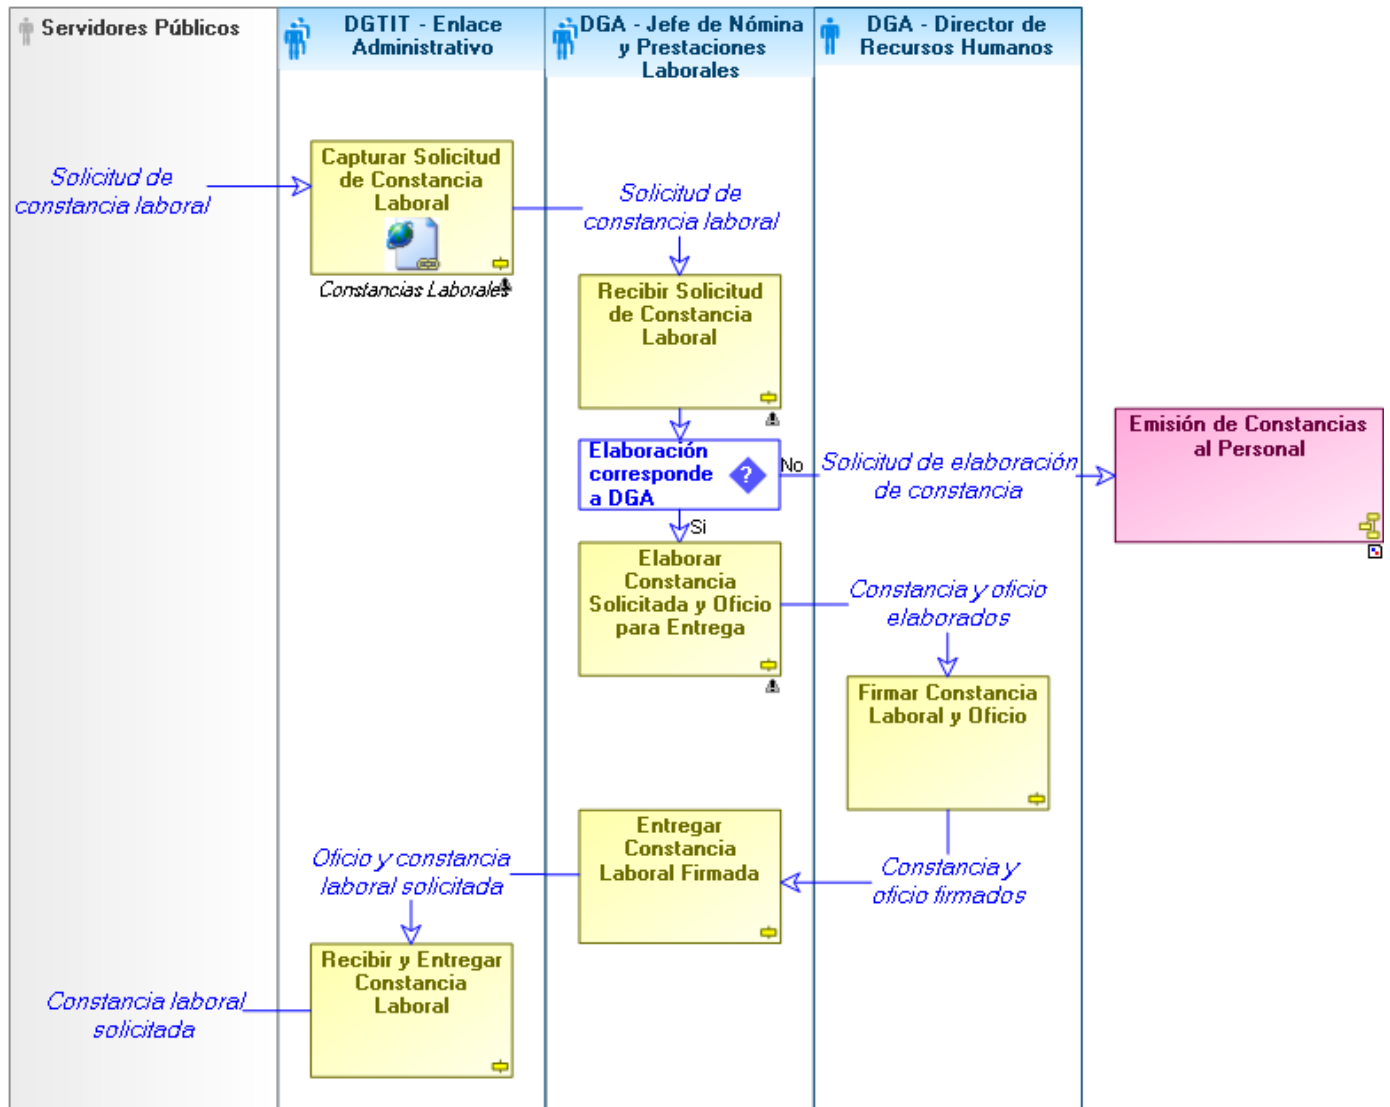 Servidores Públicos
DGTIT - Enlace
Administrativo
DGA - Jefe de Nómina
y Prestaciones
Laborales
DGA - Director de
Recursos Humanos
Solicitud de
constancia laboral
Capturar Solicitud
de Constancia
Laboral
Constancias Laborales
Solicitud de
constancia laboral
Recibir Solicitud
de Constancia
Laboral
Elaboración
corresponde
a DGA
?
No
Solicitud de elaboración
de constancia
Emisión de Constancias
al Personal
Si
Elaborar
Constancia
Solicitada y Oficio
para Entrega
Constancia y oficio
elaborados
Firmar Constancia
Laboral y Oficio
Constancia y
oficio firmados
Entregar
Constancia
Laboral Firmada
Oficio y constancia
laboral solicitada
Recibir y Entregar
Constancia
Laboral
Constancia laboral
solicitada